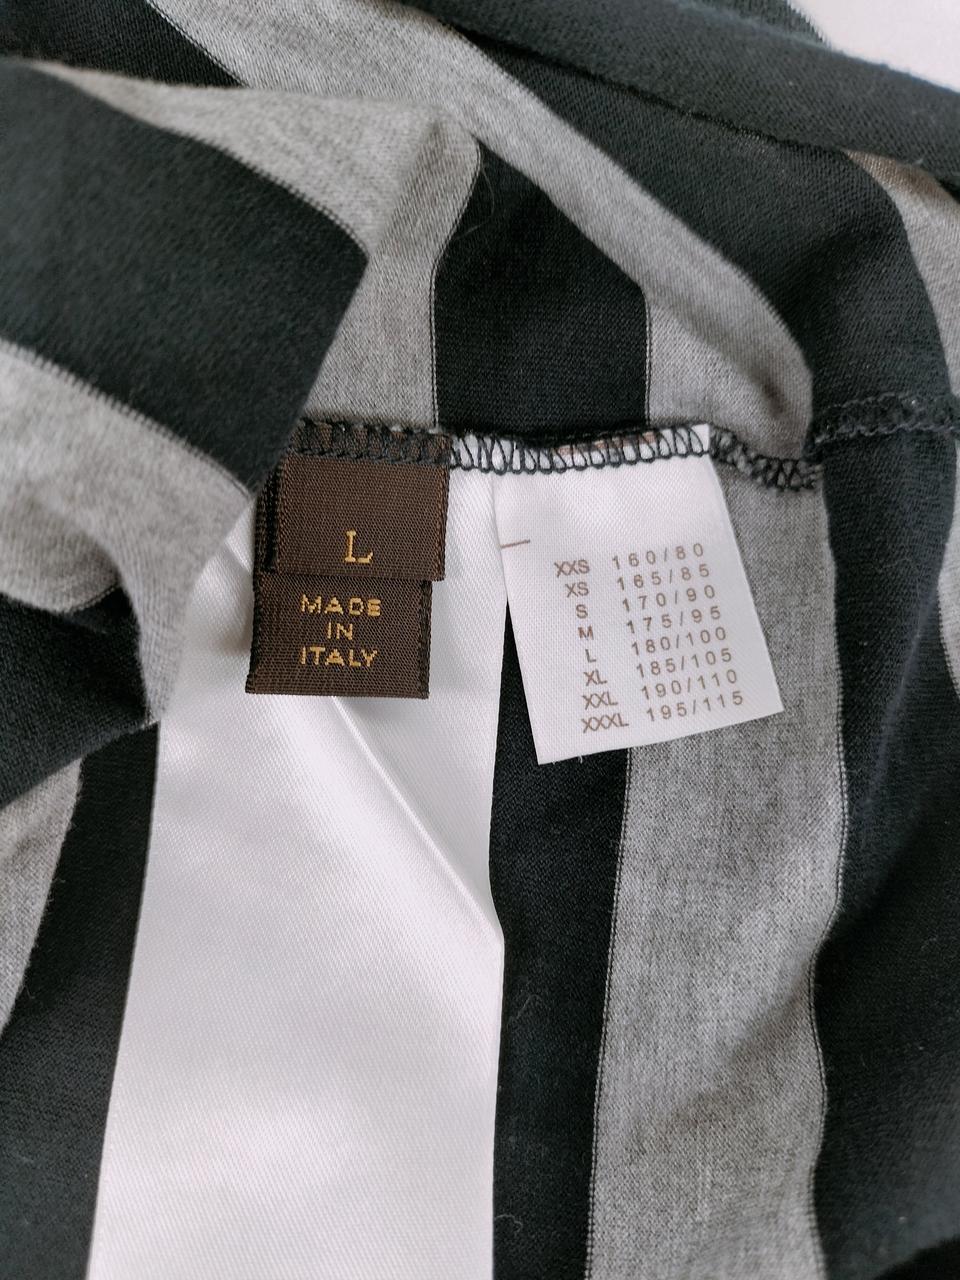 L
MADE
IN
ITALY
XXS 160/80
XS 165/85
S 170/90
M 175/95
L 180/100
XL 185/105
XXL 190/110
XXXL 195/115